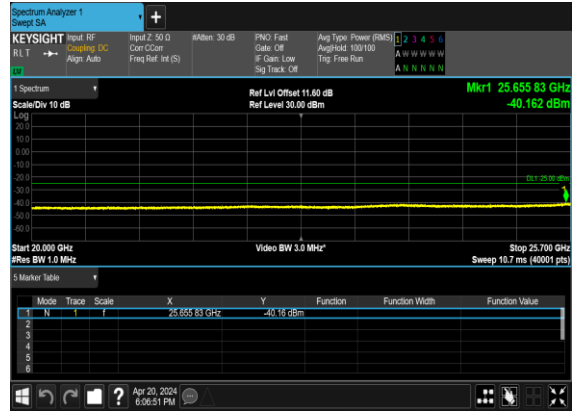 Spectrum Analyzer 1
Swept SA
+
KEYSIGHT Input: RF Input Z: 50 Ω #Atten: 30 dB PNO: Fast Avg Type: Power (RMS) 1 2 3 4 5 6
RLT Coupling: DC Corr CCorr Gate: Off Avg|Hold: 100/100 A W W W W W
Align: Auto Freq Ref: Int (S) IF Gain: Low Trig: Free Run
Sig Track: Off A N N N N N
1 Spectrum Ref Lvl Offset 11.60 dB Mkr1 25.655 83 GHz
Scale/Div 10 dB Ref Level 30.00 dBm -40.162 dBm
Log
20.0
10.0
0.00
-10.0
-20.0 DL1 -25.00 dBm
-30.0 1
-40.0
-50.0
-60.0
Start 20.000 GHz Video BW 3.0 MHz* Stop 25.700 GHz
#Res BW 1.0 MHz Sweep 10.7 ms (40001 pts)
5 Marker Table
Mode Trace Scale X Y Function Function Width Function Value
1 N 1 f 25.655 83 GHz -40.16 dBm
2
3
4
5
6
? Apr 20, 2024
6:06:51 PM